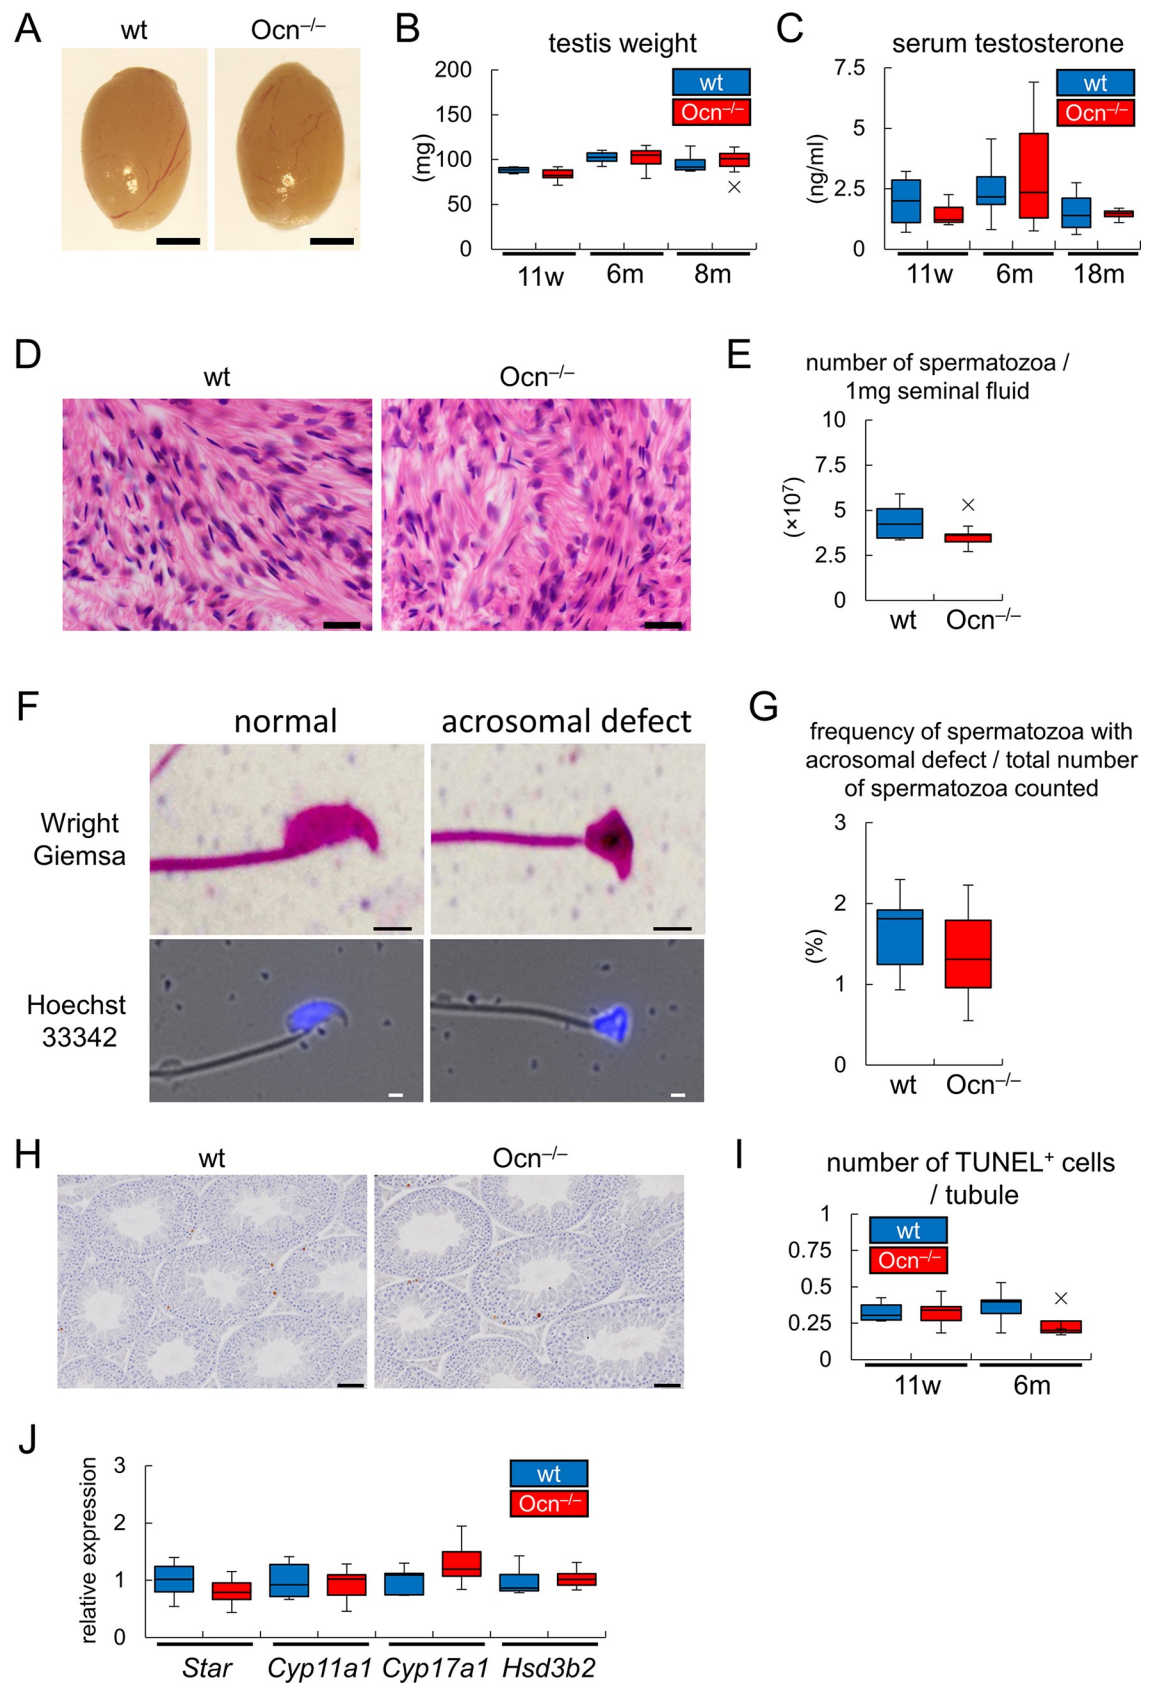 A
wt
Ocn–/–
B
testis weight
200
150
100
50
0
(mg)
wt
Ocn–/–
11w
6m
8m
C
serum testosterone
7.5
5
2.5
0
(ng/ml)
wt
Ocn–/–
11w
6m
18m
D
wt
Ocn–/–
E
number of spermatozoa /
1mg seminal fluid
10
7.5
5
2.5
0
(×10⁷)
wt
Ocn–/–
F
normal
acrosomal defect
Wright
Giemsa
Hoechst
33342
G
frequency of spermatozoa with
acrosomal defect / total number
of spermatozoa counted
3
2
1
0
(%)
wt
Ocn–/–
H
wt
Ocn–/–
I
number of TUNEL⁺ cells
/ tubule
1
0.75
0.5
0.25
0
wt
Ocn–/–
11w
6m
J
3
2
1
0
relative expression
wt
Ocn–/–
Star
Cyp11a1
Cyp17a1
Hsd3b2